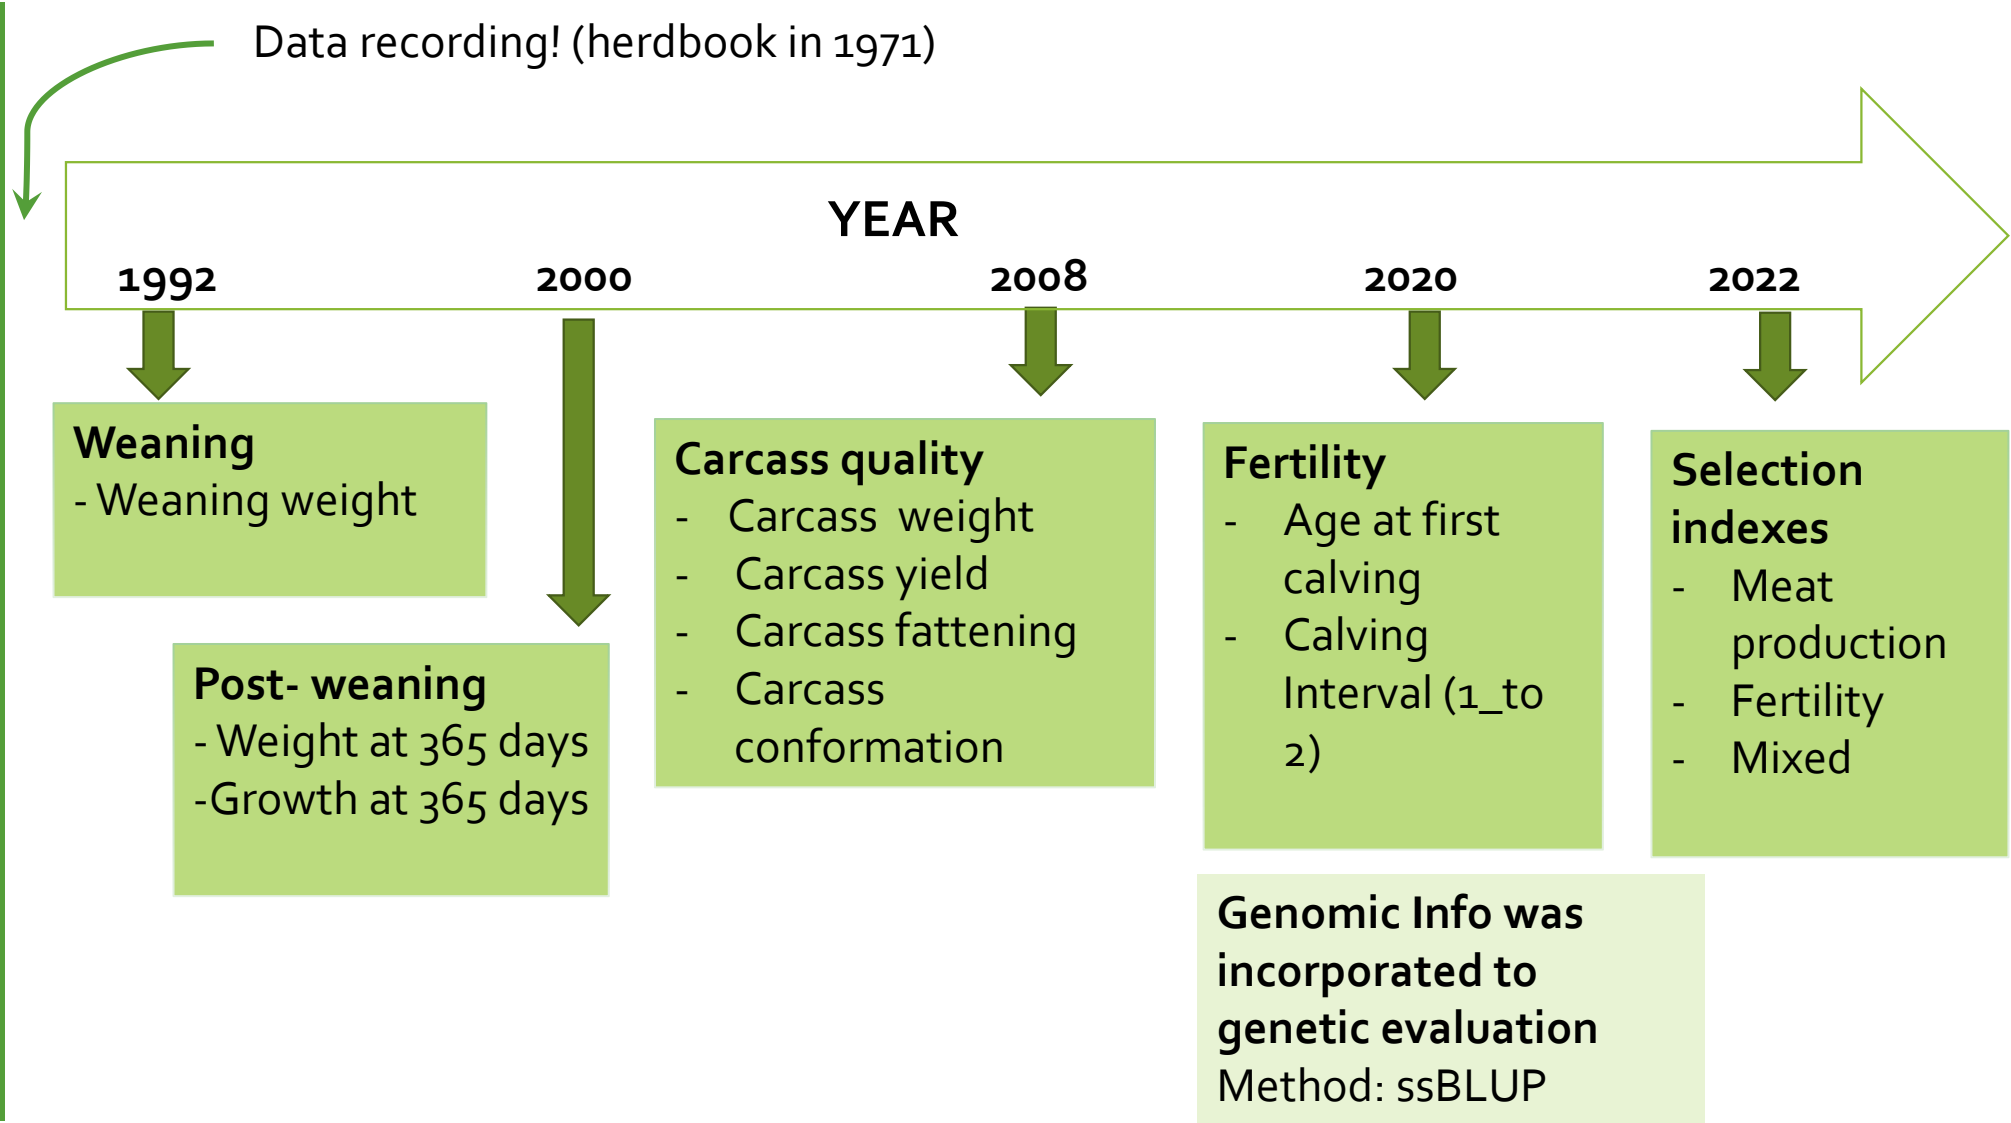 Data recording! (herdbook in 1971)
YEAR
1992 2000 2008 2020 2022
Weaning
- Weaning weight
Post- weaning
- Weight at 365 days
-Growth at 365 days
Carcass quality
- Carcass weight
- Carcass yield
- Carcass fattening
- Carcass
conformation
Fertility
- Age at first
calving
- Calving
Interval (1_to
2)
Selection
indexes
- Meat
production
- Fertility
- Mixed
Genomic Info was
incorporated to
genetic evaluation
Method: ssBLUP